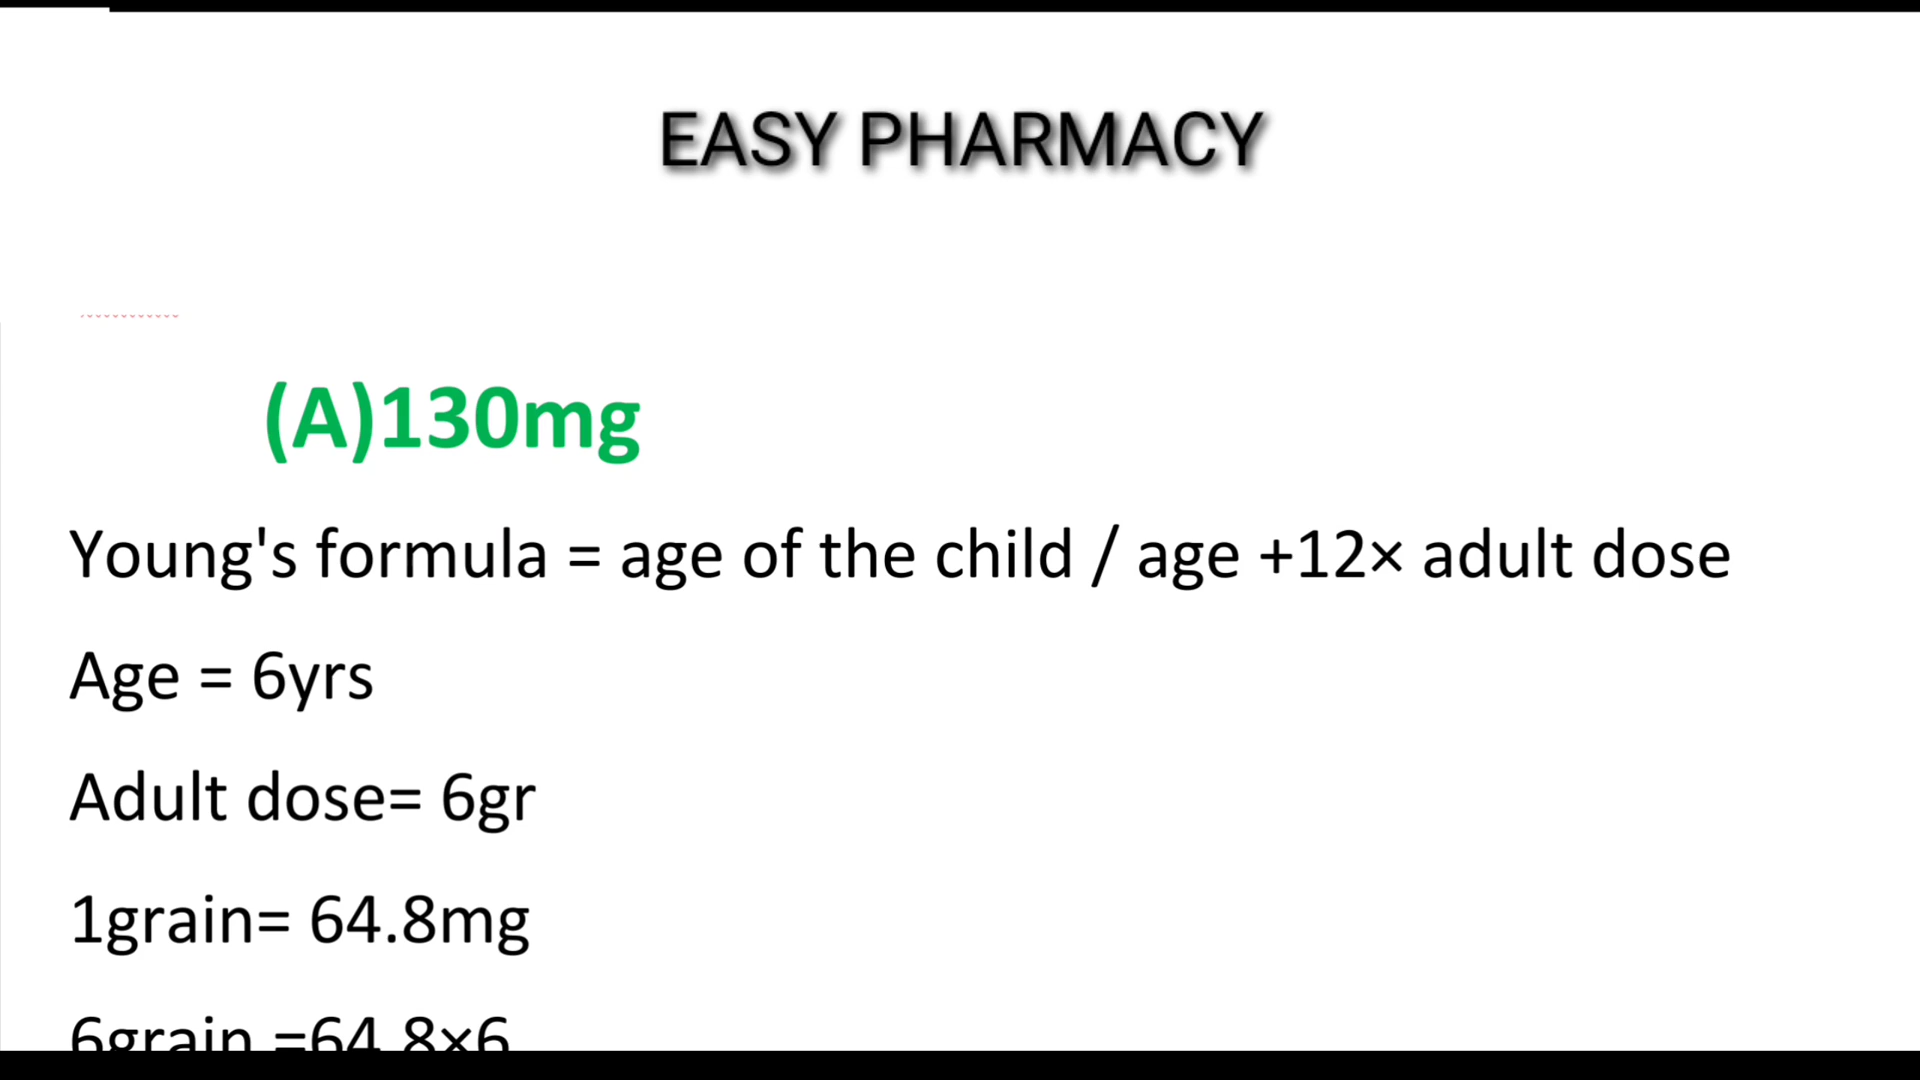 EASY PHARMACY
(A)130mg
Young's formula = age of the child / age +12× adult dose
Age = 6yrs
Adult dose= 6gr
1grain= 64.8mg
6grain =64.8×6